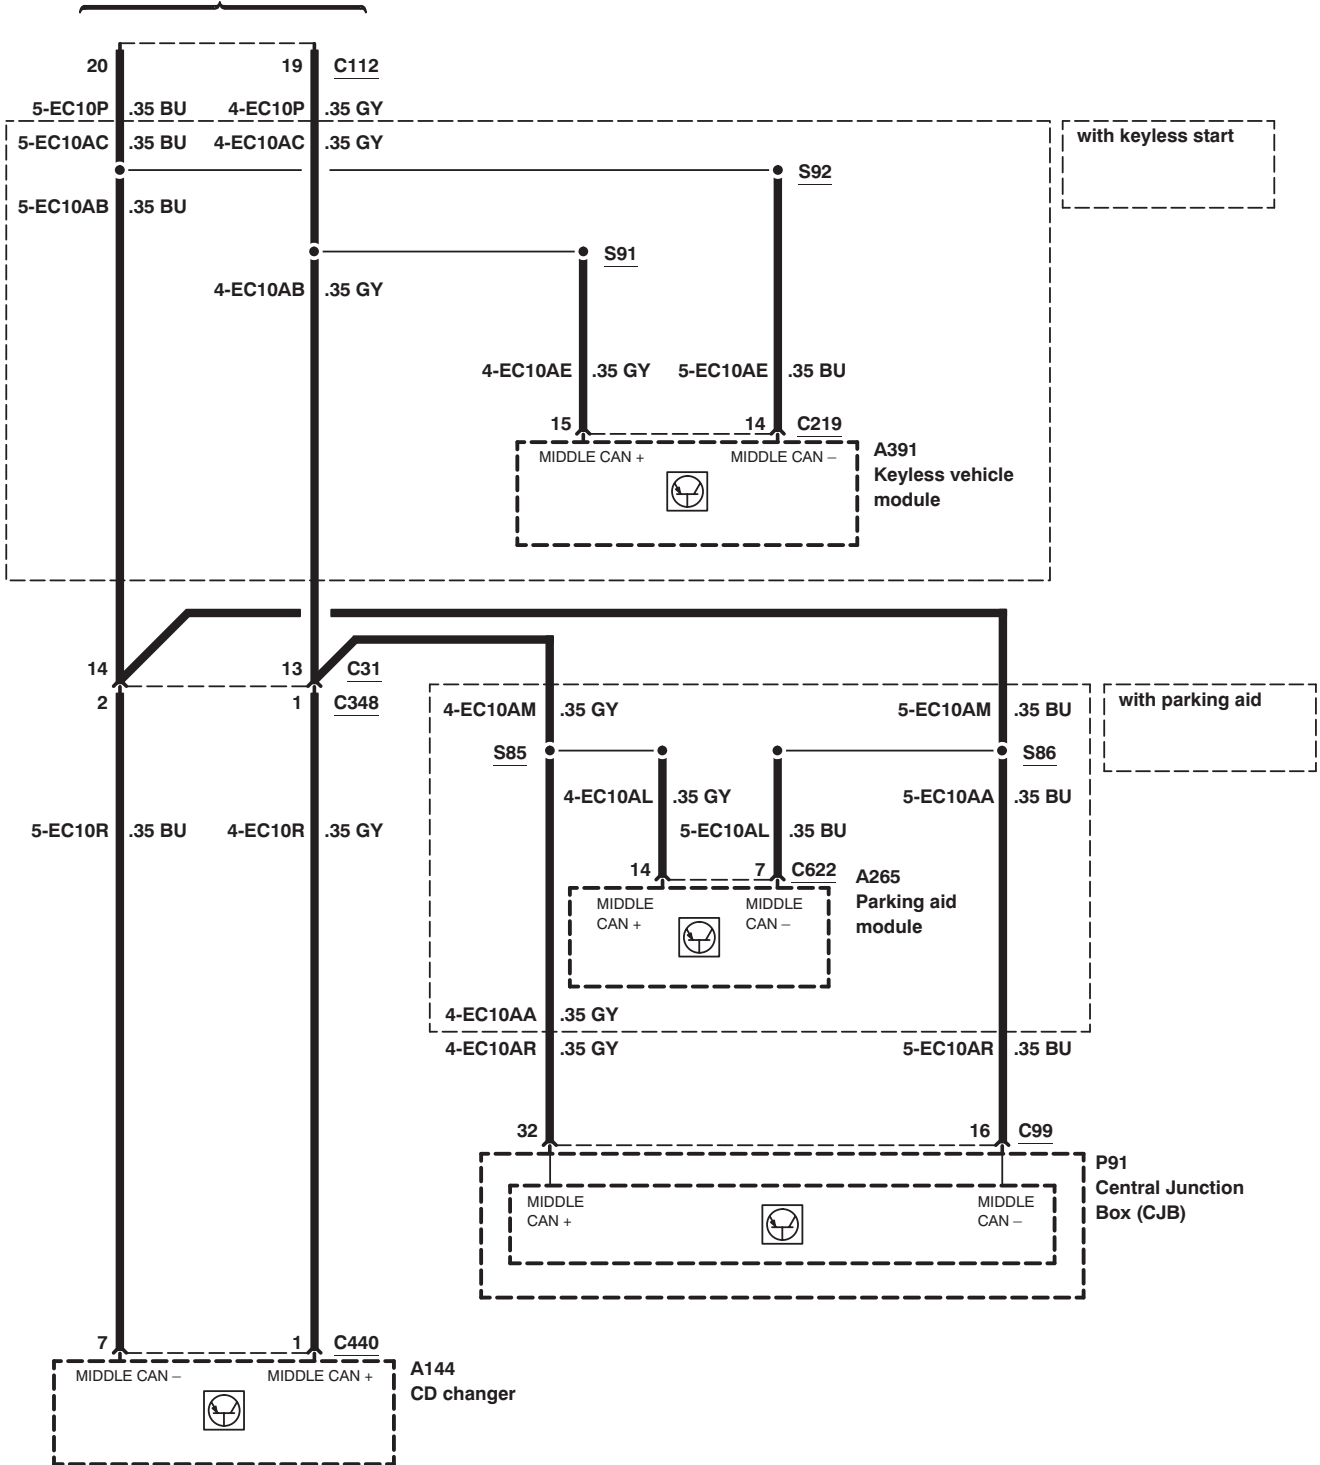 20 19 C112
5-EC10P .35 BU 4-EC10P .35 GY
5-EC10AC .35 BU 4-EC10AC .35 GY
with keyless start
S92
5-EC10AB .35 BU
S91
4-EC10AB .35 GY
4-EC10AE .35 GY 5-EC10AE .35 BU
15 14 C219
MIDDLE CAN + MIDDLE CAN –
A391
Keyless vehicle
module
14 13 C31
2 1 C348
with parking aid
4-EC10AM .35 GY 5-EC10AM .35 BU
S85 S86
4-EC10AL .35 GY 5-EC10AA .35 BU
5-EC10R .35 BU 4-EC10R .35 GY 5-EC10AL .35 BU
14 7 C622
A265
Parking aid
module
MIDDLE
CAN +
MIDDLE
CAN –
4-EC10AA .35 GY
4-EC10AR .35 GY 5-EC10AR .35 BU
32 16 C99
P91
Central Junction
Box (CJB)
MIDDLE
CAN +
MIDDLE
CAN –
7 1 C440
MIDDLE CAN – MIDDLE CAN +
A144
CD changer